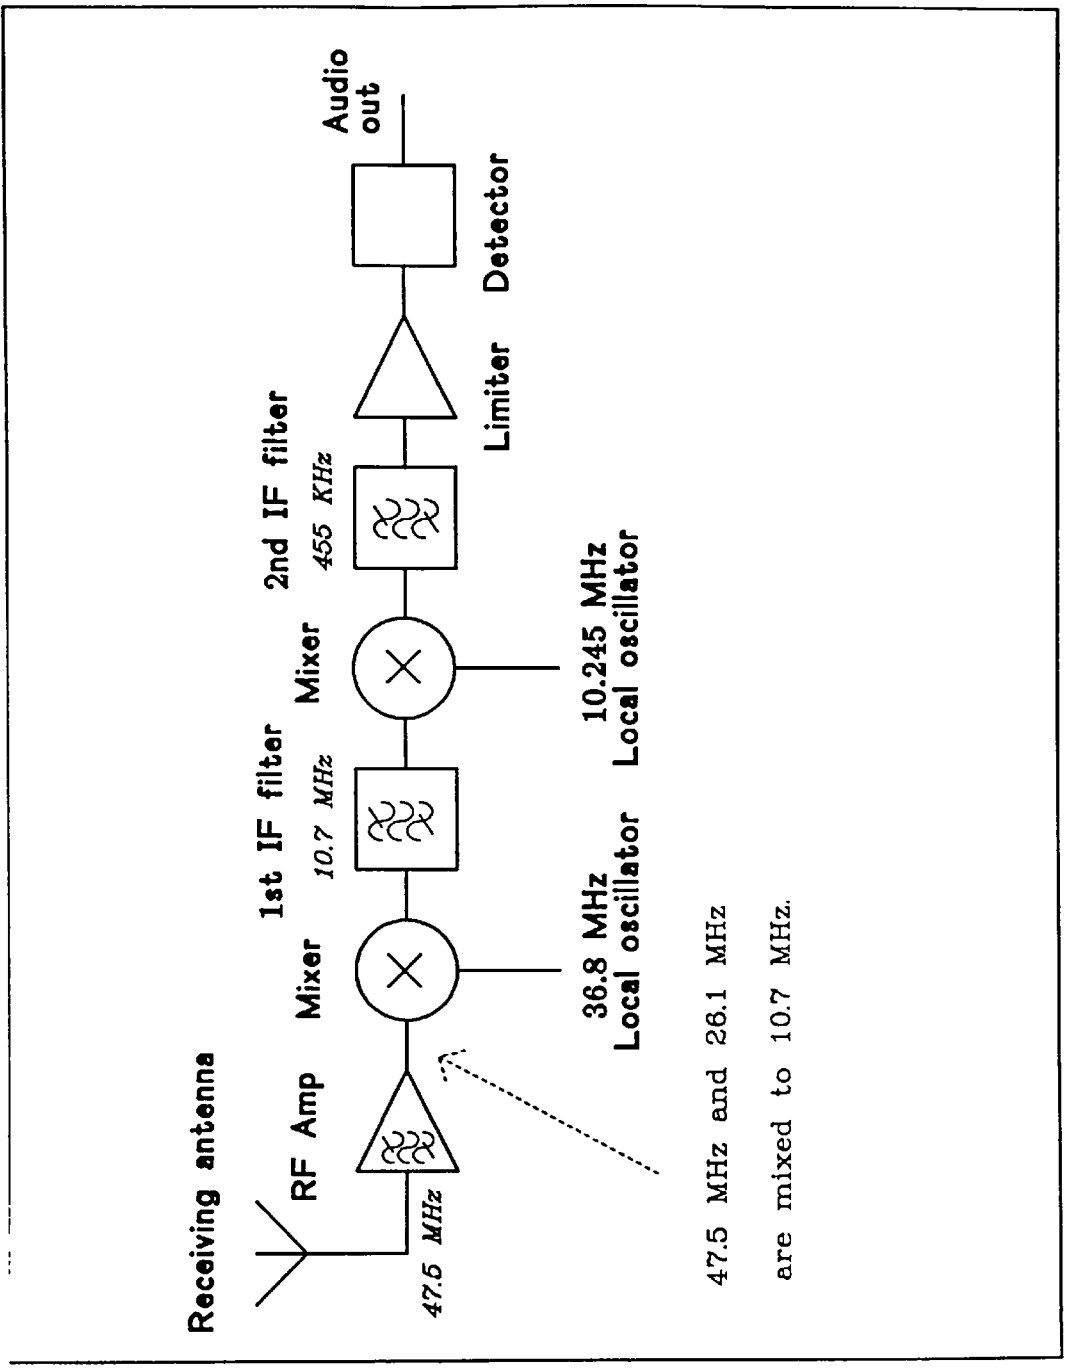 Receiving antenna
RF Amp
47.5 MHz
Mixer
36.8 MHz
Local oscillator
1st IF filter
10.7 MHz
Mixer
10.245 MHz
Local oscillator
2nd IF filter
455 KHz
Limiter
Detector
Audio
out
47.5 MHz and 26.1 MHz
are mixed to 10.7 MHz.